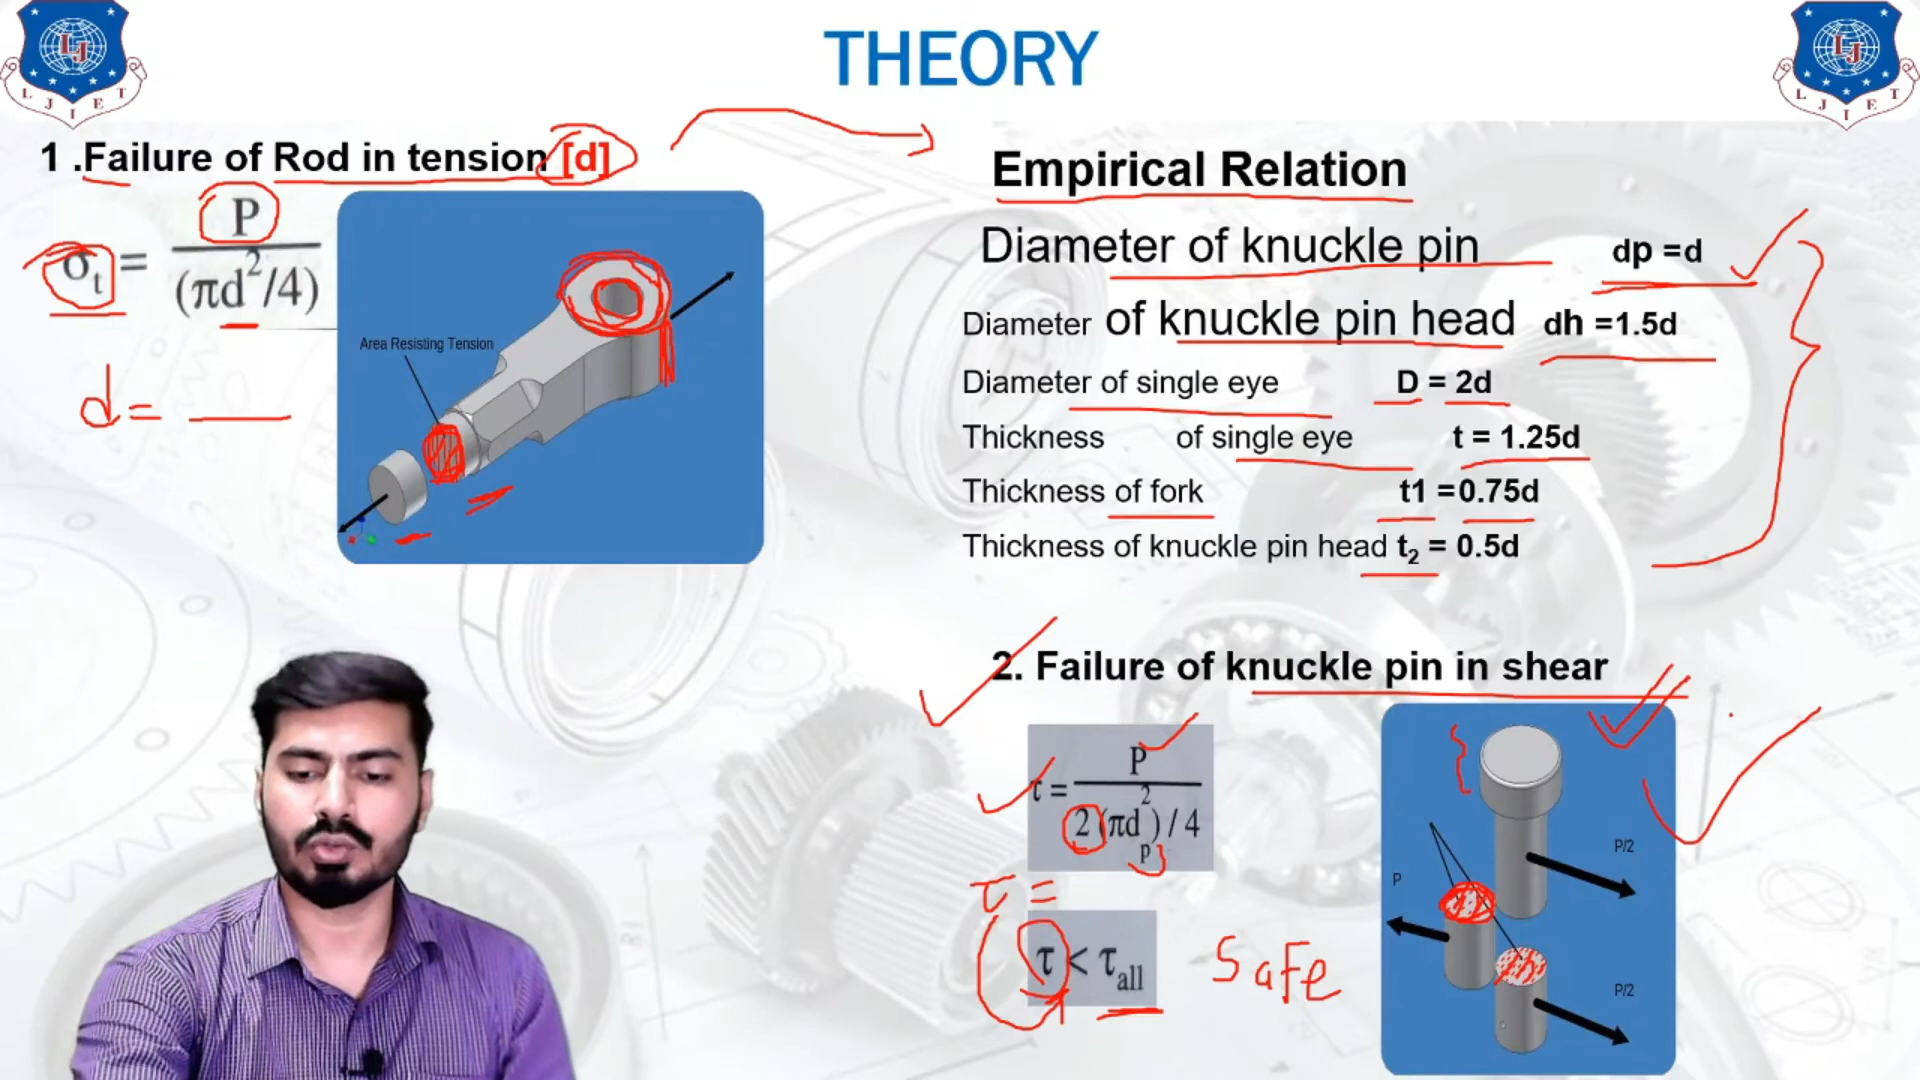 THEORY
LJ
L J I E T
LJ
L J I E T
1 .Failure of Rod in tension [d]
σt = P / (πd²/4)
d = __
Area Resisting Tension
Empirical Relation
Diameter of knuckle pin dp =d
Diameter of knuckle pin head dh =1.5d
Diameter of single eye D = 2d
Thickness of single eye t = 1.25d
Thickness of fork t1 =0.75d
Thickness of knuckle pin head t₂ = 0.5d
2. Failure of knuckle pin in shear
τ = P / 2(πdp²) / 4
τ =
τ < τall Safe
P/2
P
P/2